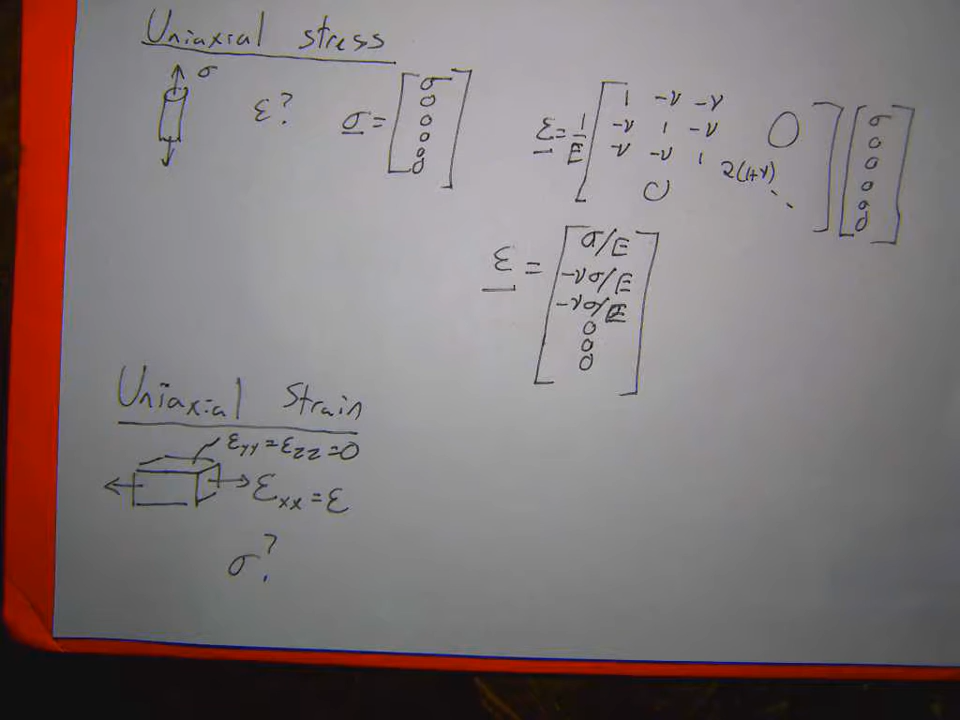 Uniaxial stress
σ
ε? σ = [σ 0 0 0 0 0]
ε = 1/E [1 -ν -ν
-ν 1 -ν 0
-ν -ν 1
0 2(1+ν) ⋱] [σ 0 0 0 0 0]
ε = [σ/E
-νσ/E
-νσ/E
0
0
0]
Uniaxial Strain
εyy = εzz = 0
εxx = ε
σ?